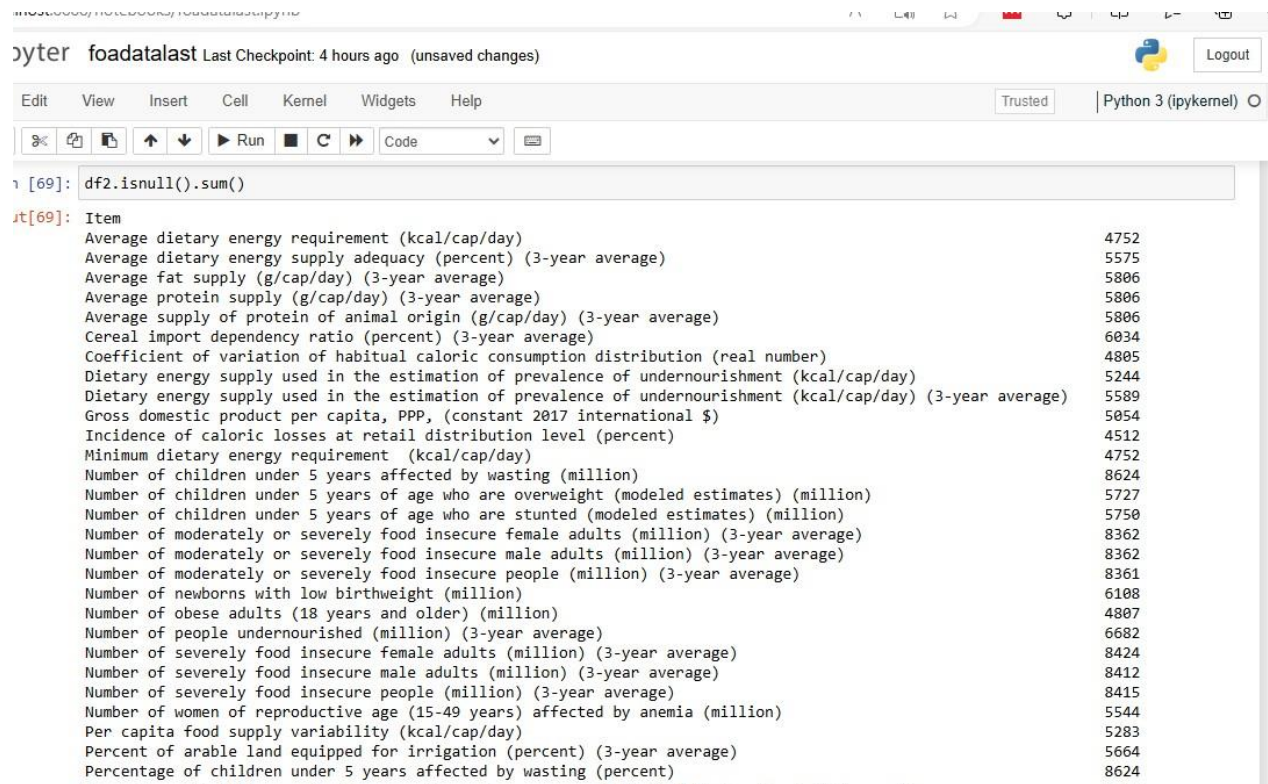 pyter foadatalast Last Checkpoint: 4 hours ago (unsaved changes)
Logout
Edit View Insert Cell Kernel Widgets Help
Trusted
Python 3 (ipykernel)
Run
Code
[69]: df2.isnull().sum()
ut[69]: Item
Average dietary energy requirement (kcal/cap/day) 4752
Average dietary energy supply adequacy (percent) (3-year average) 5575
Average fat supply (g/cap/day) (3-year average) 5806
Average protein supply (g/cap/day) (3-year average) 5806
Average supply of protein of animal origin (g/cap/day) (3-year average) 5806
Cereal import dependency ratio (percent) (3-year average) 6034
Coefficient of variation of habitual caloric consumption distribution (real number) 4805
Dietary energy supply used in the estimation of prevalence of undernourishment (kcal/cap/day) 5244
Dietary energy supply used in the estimation of prevalence of undernourishment (kcal/cap/day) (3-year average) 5589
Gross domestic product per capita, PPP, (constant 2017 international $) 5054
Incidence of caloric losses at retail distribution level (percent) 4512
Minimum dietary energy requirement (kcal/cap/day) 4752
Number of children under 5 years affected by wasting (million) 8624
Number of children under 5 years of age who are overweight (modeled estimates) (million) 5727
Number of children under 5 years of age who are stunted (modeled estimates) (million) 5750
Number of moderately or severely food insecure female adults (million) (3-year average) 8362
Number of moderately or severely food insecure male adults (million) (3-year average) 8362
Number of moderately or severely food insecure people (million) (3-year average) 8361
Number of newborns with low birthweight (million) 6108
Number of obese adults (18 years and older) (million) 4807
Number of people undernourished (million) (3-year average) 6682
Number of severely food insecure female adults (million) (3-year average) 8424
Number of severely food insecure male adults (million) (3-year average) 8412
Number of severely food insecure people (million) (3-year average) 8415
Number of women of reproductive age (15-49 years) affected by anemia (million) 5544
Per capita food supply variability (kcal/cap/day) 5283
Percent of arable land equipped for irrigation (percent) (3-year average) 5664
Percentage of children under 5 years affected by wasting (percent) 8624